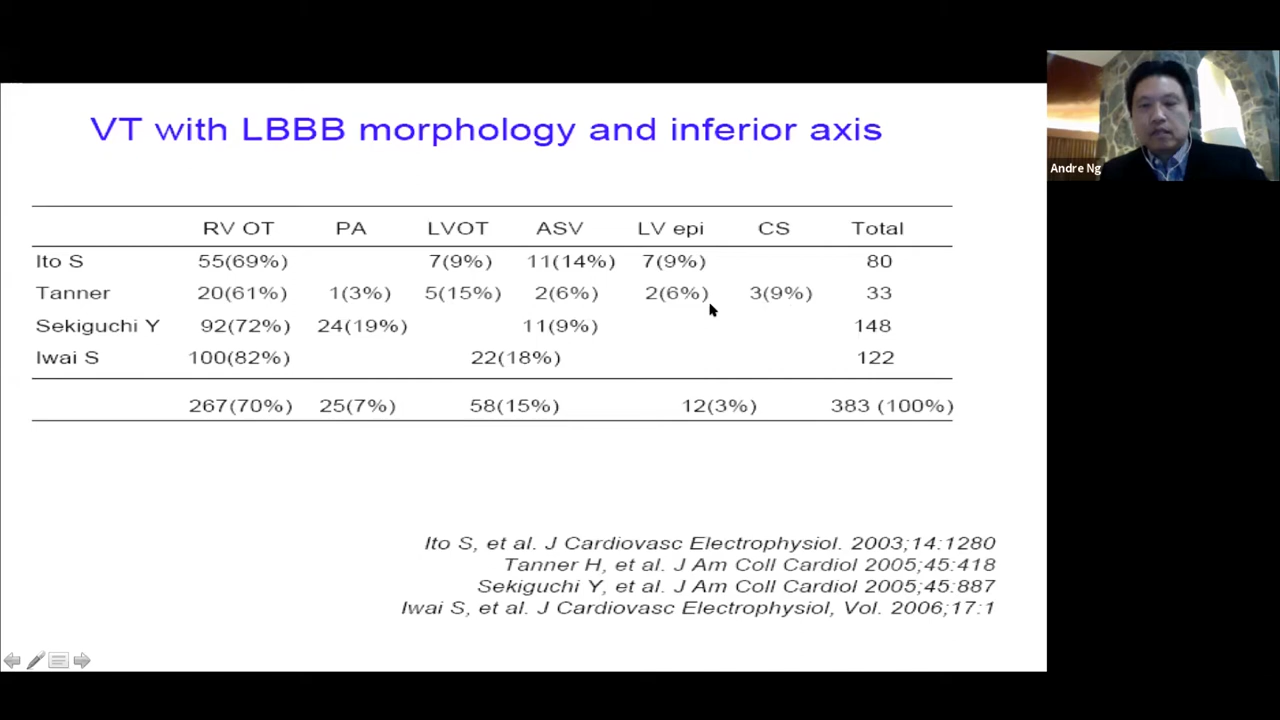 VT with LBBB morphology and inferior axis
Andre Ng
RV OT PA LVOT ASV LV epi CS Total
Ito S 55(69%) 7(9%) 11(14%) 7(9%) 80
Tanner 20(61%) 1(3%) 5(15%) 2(6%) 2(6%) 3(9%) 33
Sekiguchi Y 92(72%) 24(19%) 11(9%) 148
Iwai S 100(82%) 22(18%) 122
267(70%) 25(7%) 58(15%) 12(3%) 383 (100%)
Ito S, et al. J Cardiovasc Electrophysiol. 2003;14:1280
Tanner H, et al. J Am Coll Cardiol 2005;45:418
Sekiguchi Y, et al. J Am Coll Cardiol 2005;45:887
Iwai S, et al. J Cardiovasc Electrophysiol, Vol. 2006;17:1